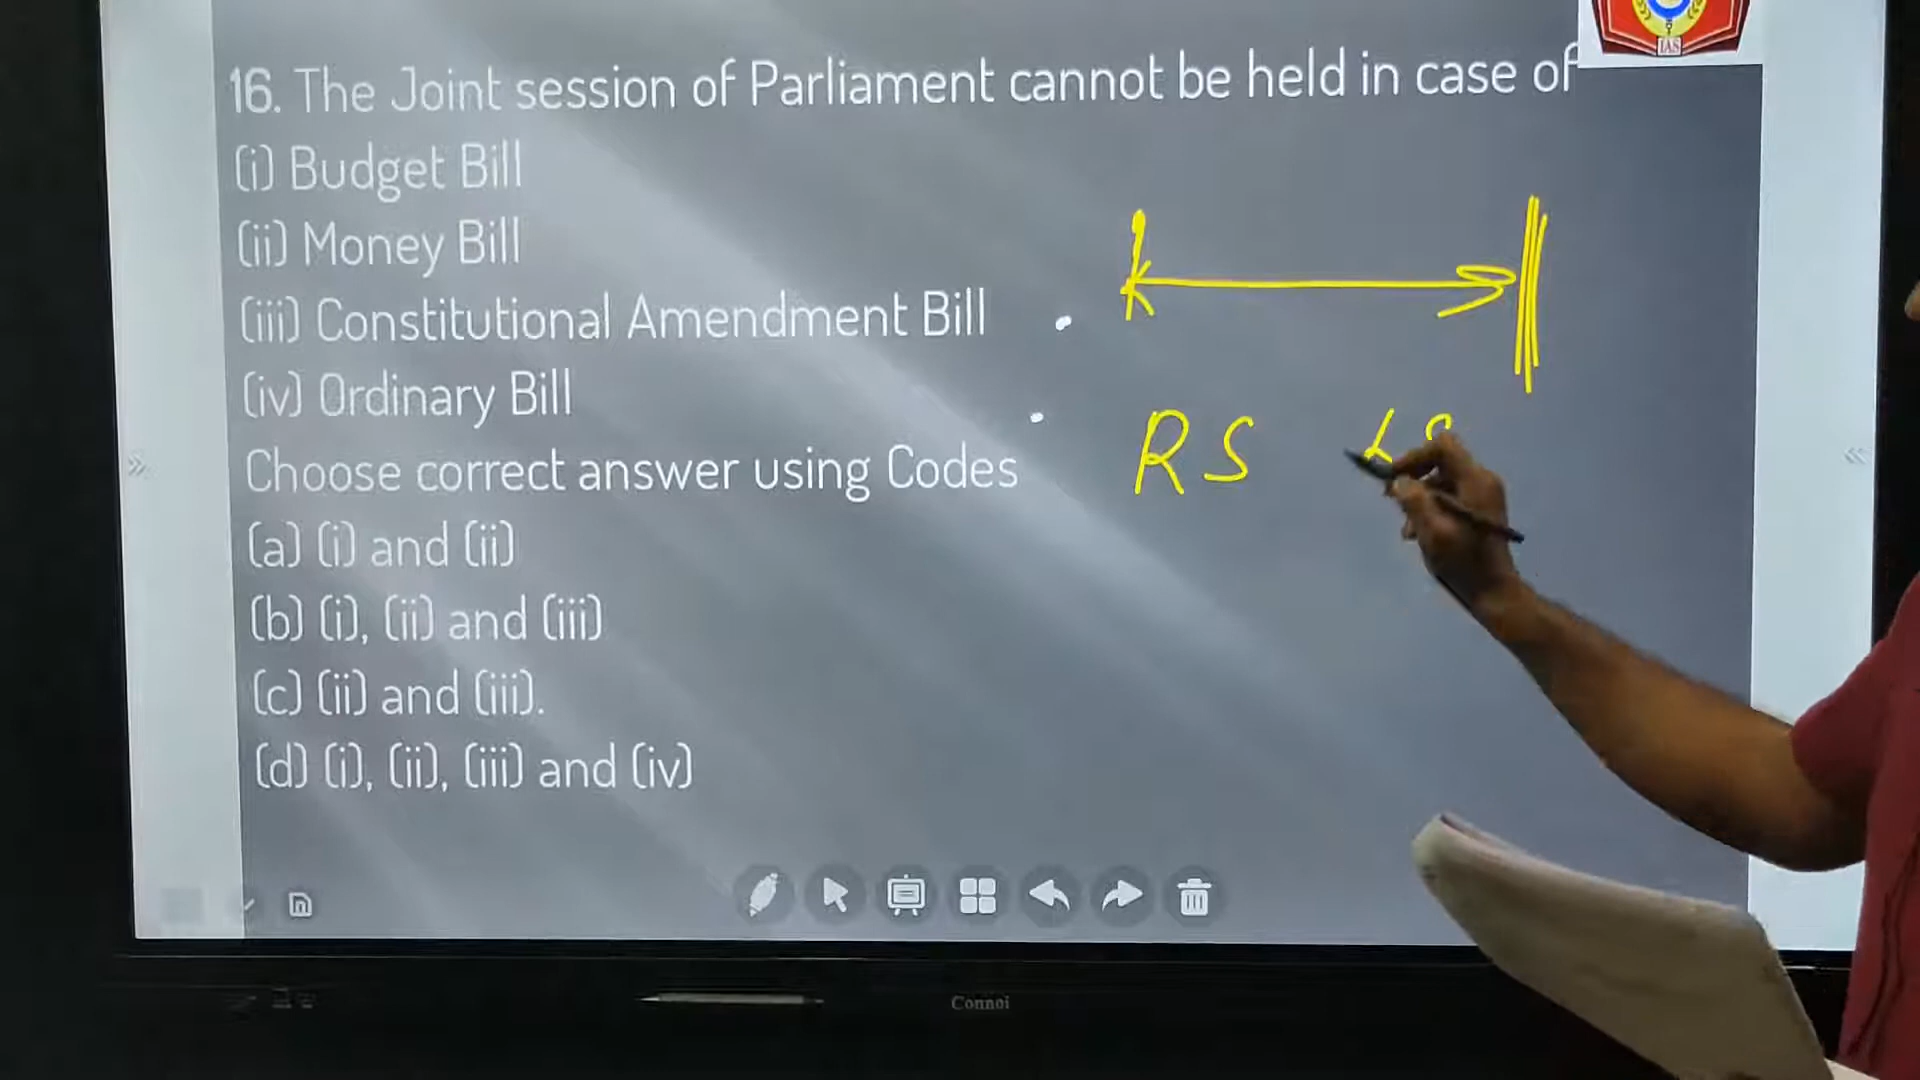 IAS
16. The Joint session of Parliament cannot be held in case of
(i) Budget Bill
(ii) Money Bill
(iii) Constitutional Amendment Bill
(iv) Ordinary Bill
Choose correct answer using Codes
(a) (i) and (ii)
(b) (i), (ii) and (iii)
(c) (ii) and (iii).
(d) (i), (ii), (iii) and (iv)
RS LS
Connoi